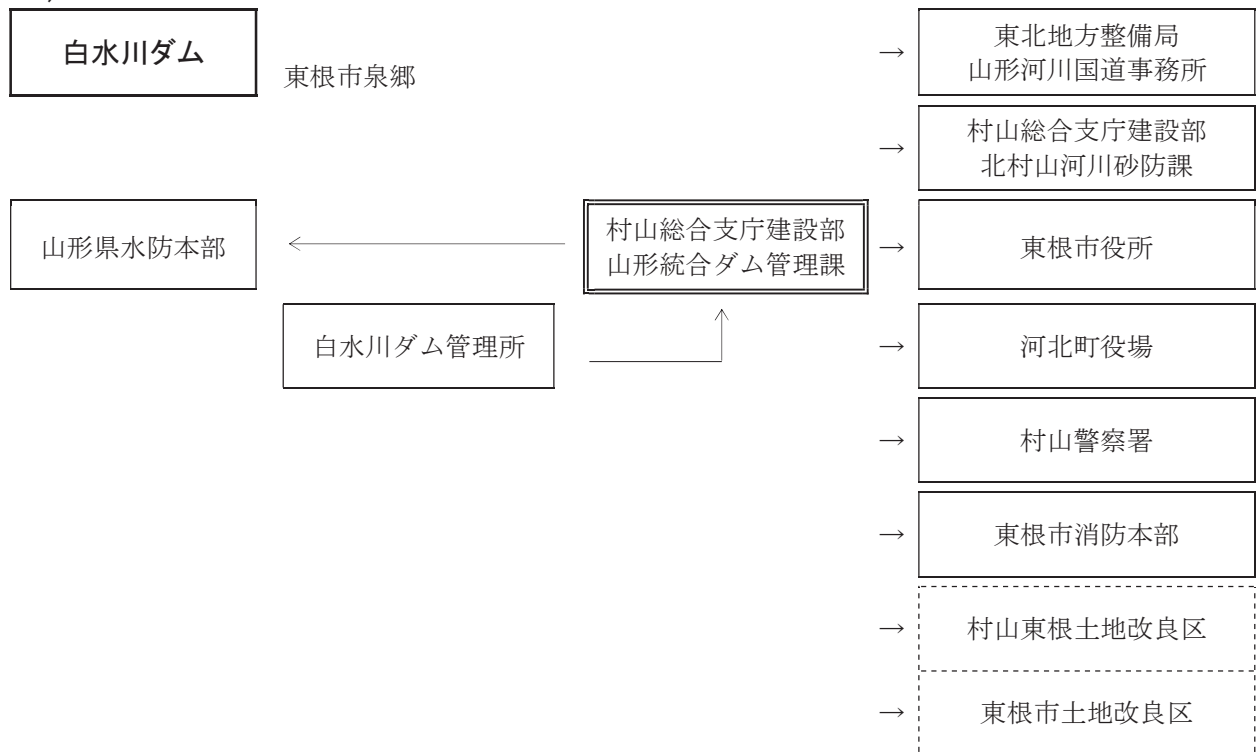 白水川ダム
東根市泉郷
→
東北地方整備局
山形河川国道事務所
→
村山総合支庁建設部
北村山河川砂防課
山形県水防本部
←
村山総合支庁建設部
山形統合ダム管理課
→
東根市役所
白水川ダム管理所
→
河北町役場
→
村山警察署
→
東根市消防本部
→
村山東根土地改良区
→
東根市土地改良区